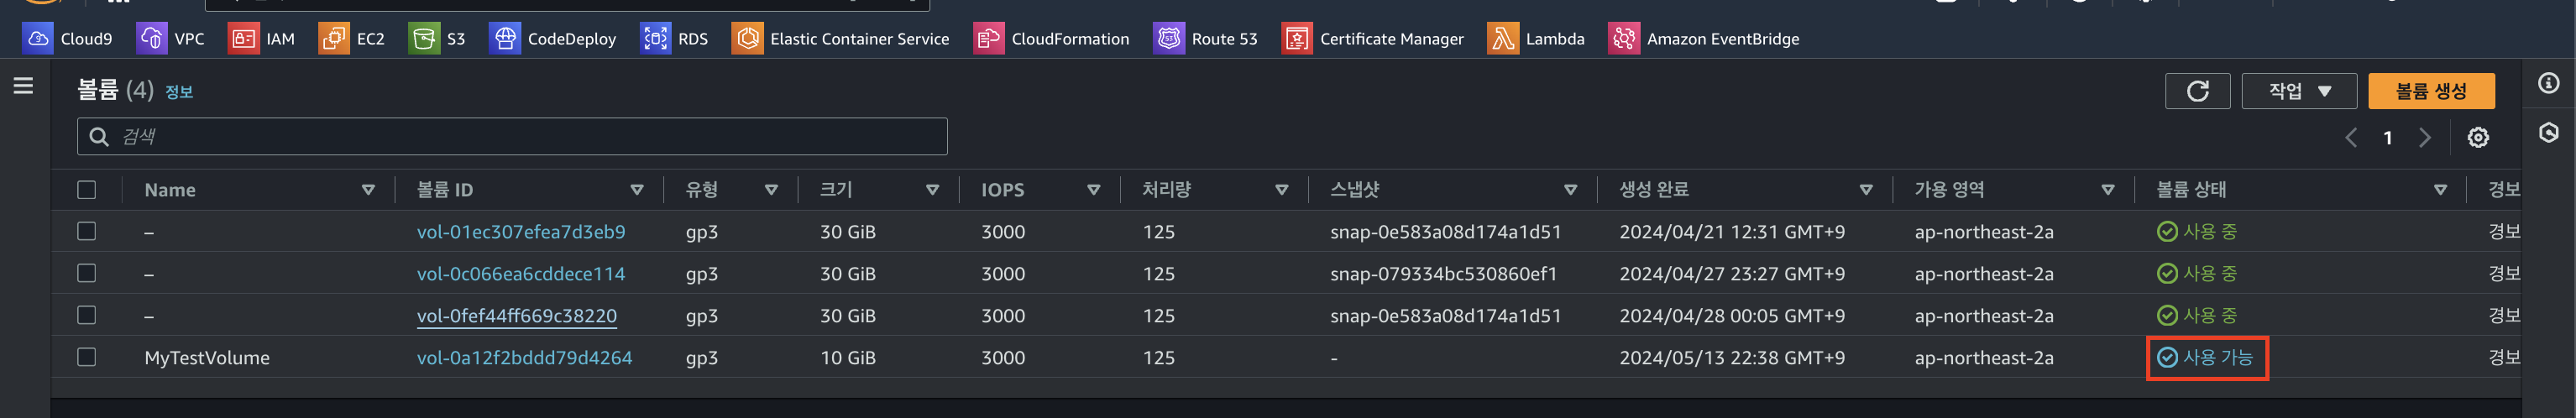 Cloud9 VPC IAM EC2 S3 CodeDeploy RDS Elastic Container Service CloudFormation Route 53 Certificate Manager Lambda Amazon EventBridge
볼륨 (4) 정보
작업 볼륨 생성
검색
1
Name 볼륨 ID 유형 크기 IOPS 처리량 스냅샷 생성 완료 가용 영역 볼륨 상태 경보
– vol-01ec307efea7d3eb9 gp3 30 GiB 3000 125 snap-0e583a08d174a1d51 2024/04/21 12:31 GMT+9 ap-northeast-2a 사용 중 경보
– vol-0c066ea6cddece114 gp3 30 GiB 3000 125 snap-079334bc530860ef1 2024/04/27 23:27 GMT+9 ap-northeast-2a 사용 중 경보
– vol-0fef44ff669c38220 gp3 30 GiB 3000 125 snap-0e583a08d174a1d51 2024/04/28 00:05 GMT+9 ap-northeast-2a 사용 중 경보
MyTestVolume vol-0a12f2bddd79d4264 gp3 10 GiB 3000 125 - 2024/05/13 22:38 GMT+9 ap-northeast-2a 사용 가능 경보